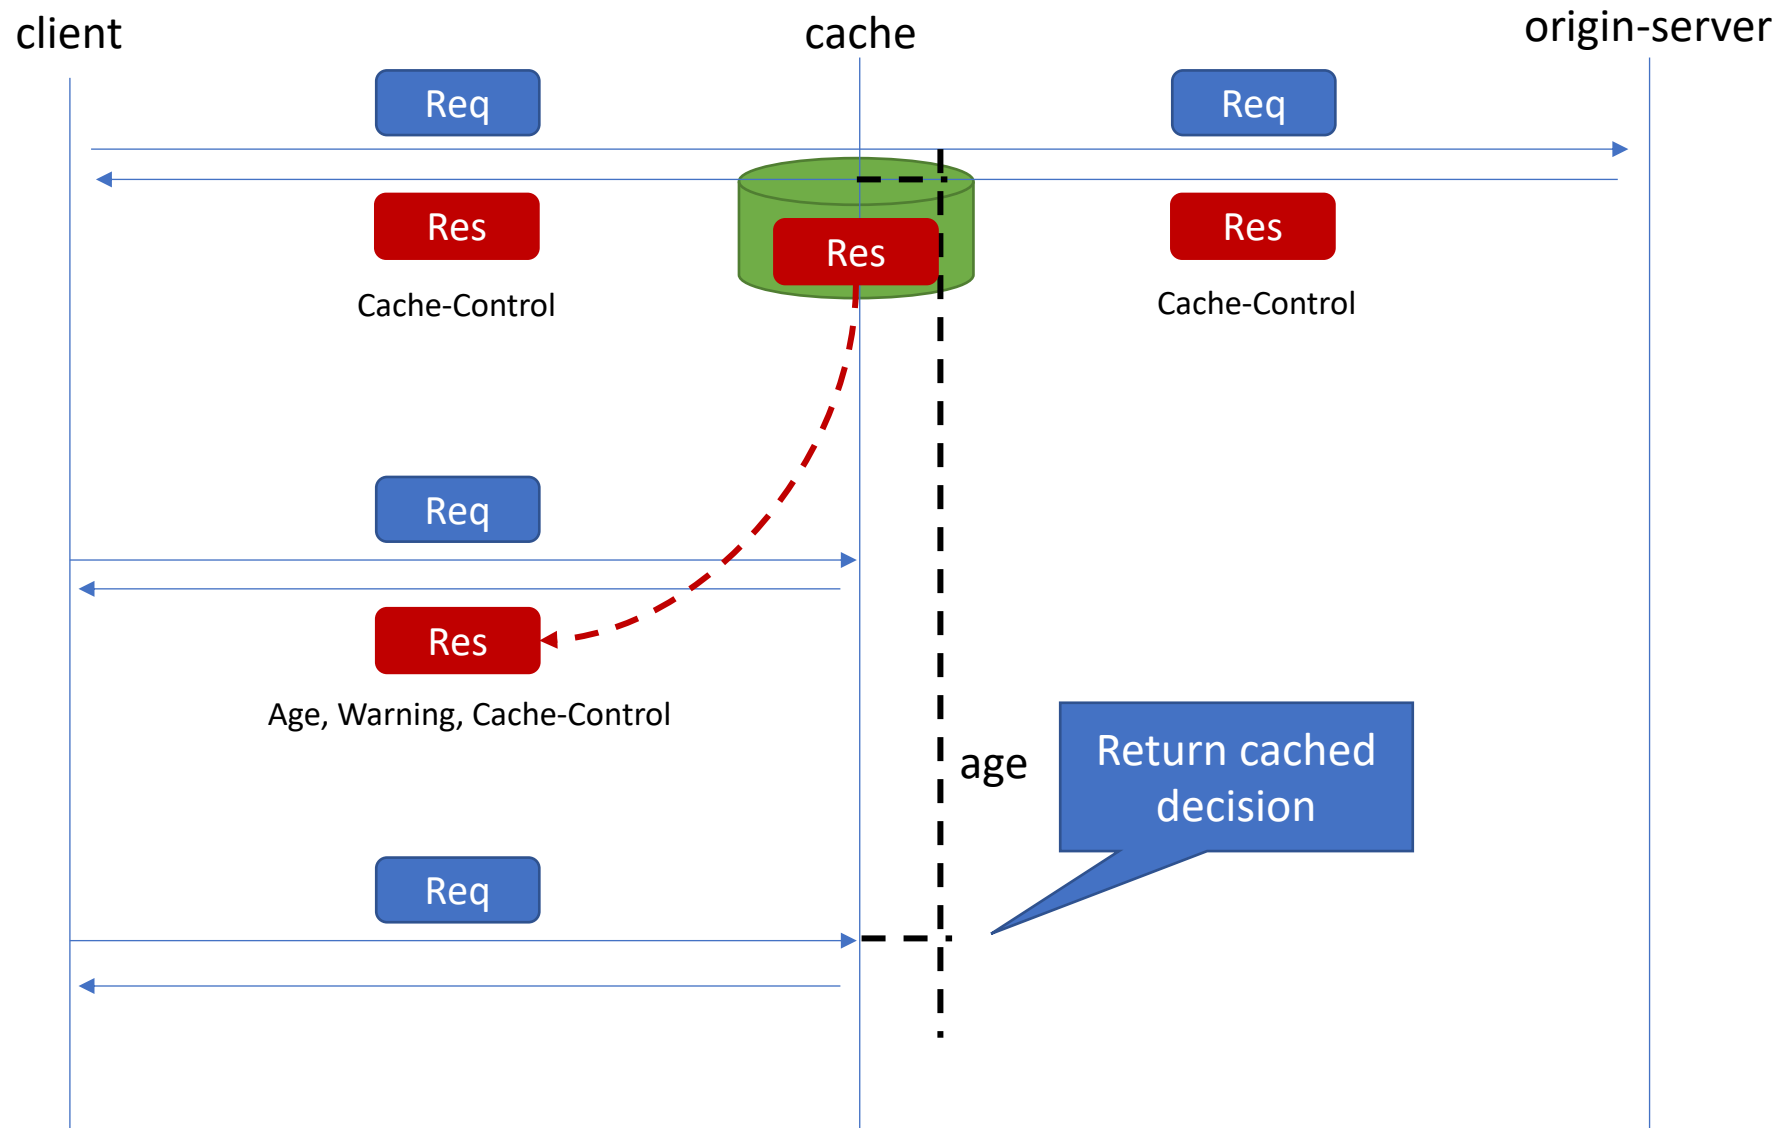 client
cache
origin-server
Req
Req
Res
Res
Res
Cache-Control
Cache-Control
Req
Res
Age, Warning, Cache-Control
age
Return cached
decision
Req